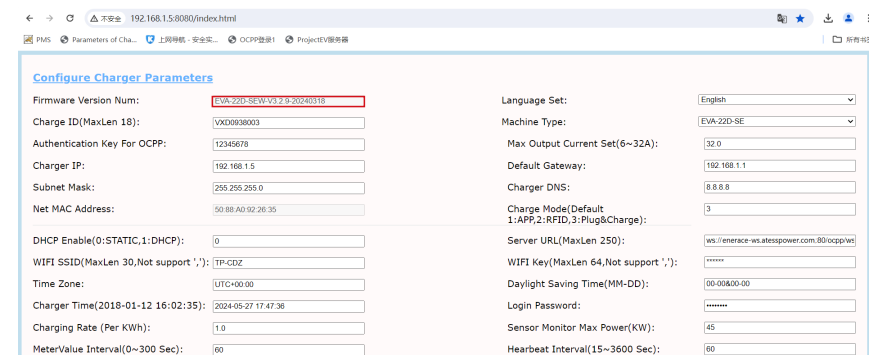 不安全 192.168.1.5:8080/index.html
PMS Parameters of Cha... 上网导航 - 安全实... OCPP登录1 ProjectEV服务器 所有书签
Configure Charger Parameters
Firmware Version Num: EVA-22D-SEW-V3.2.9-20240318 Language Set: English
Charge ID(MaxLen 18): VXD0938003 Machine Type: EVA-22D-SE
Authentication Key For OCPP: 12345678 Max Output Current Set(6~32A): 32.0
Charger IP: 192.168.1.5 Default Gateway: 192.168.1.1
Subnet Mask: 255.255.255.0 Charger DNS: 8.8.8.8
Net MAC Address: 50:88:A0:92:26:35 Charge Mode(Default
1:APP,2:RFID,3:Plug&Charge): 3
DHCP Enable(0:STATIC,1:DHCP): 0 Server URL(MaxLen 250): ws://enerace-ws.atesspower.com:80/ocpp/ws
WIFI SSID(MaxLen 30,Not support ','): TP-CDZ WIFI Key(MaxLen 64,Not support ','): ******
Time Zone: UTC+00:00 Daylight Saving Time(MM-DD): 00-00&00-00
Charger Time(2018-01-12 16:02:35): 2024-05-27 17:47:36 Login Password: ••••••••
Charging Rate (Per KWh): 1.0 Sensor Monitor Max Power(KW): 45
MeterValue Interval(0~300 Sec): 60 Hearbeat Interval(15~3600 Sec): 60